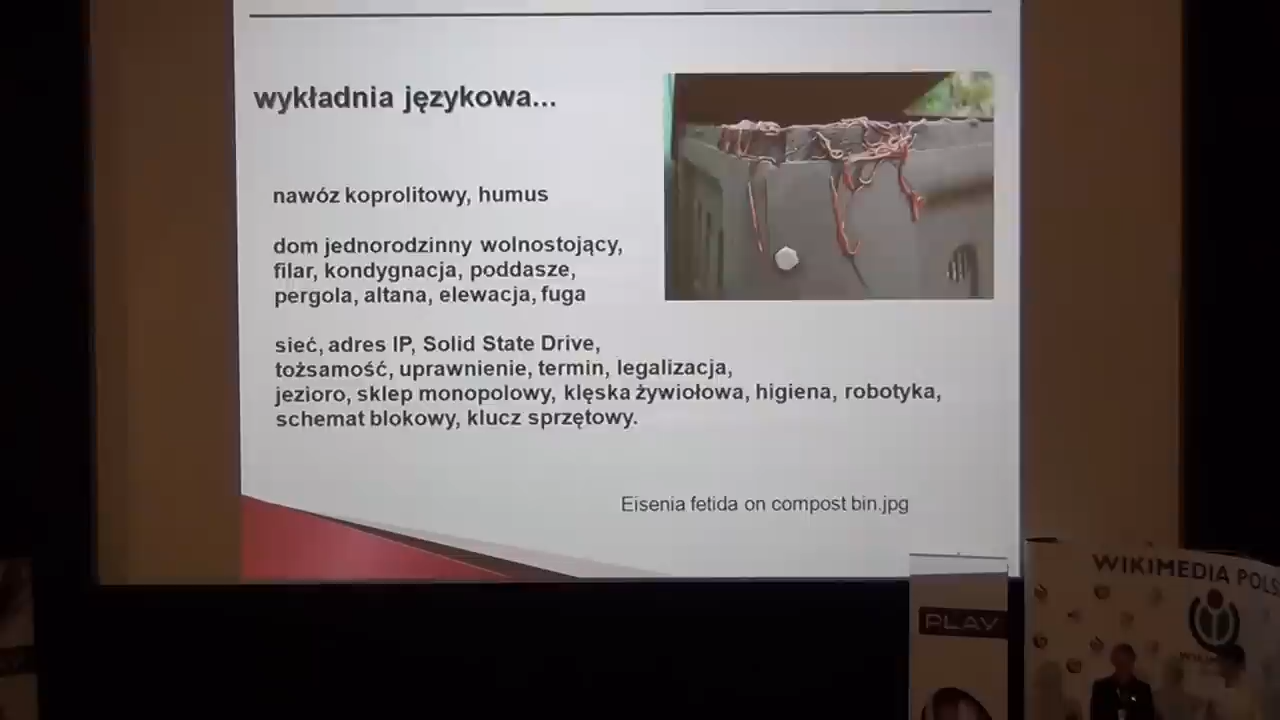 wykładnia językowa...
nawóz koprolitowy, humus
dom jednorodzinny wolnostojący,
filar, kondygnacja, poddasze,
pergola, altana, elewacja, fuga
sieć, adres IP, Solid State Drive,
tożsamość, uprawnienie, termin, legalizacja,
jezioro, sklep monopolowy, klęska żywiołowa, higiena, robotyka,
schemat blokowy, klucz sprzętowy.
Eisenia fetida on compost bin.jpg
WIKIMEDIA POLS
PLAY